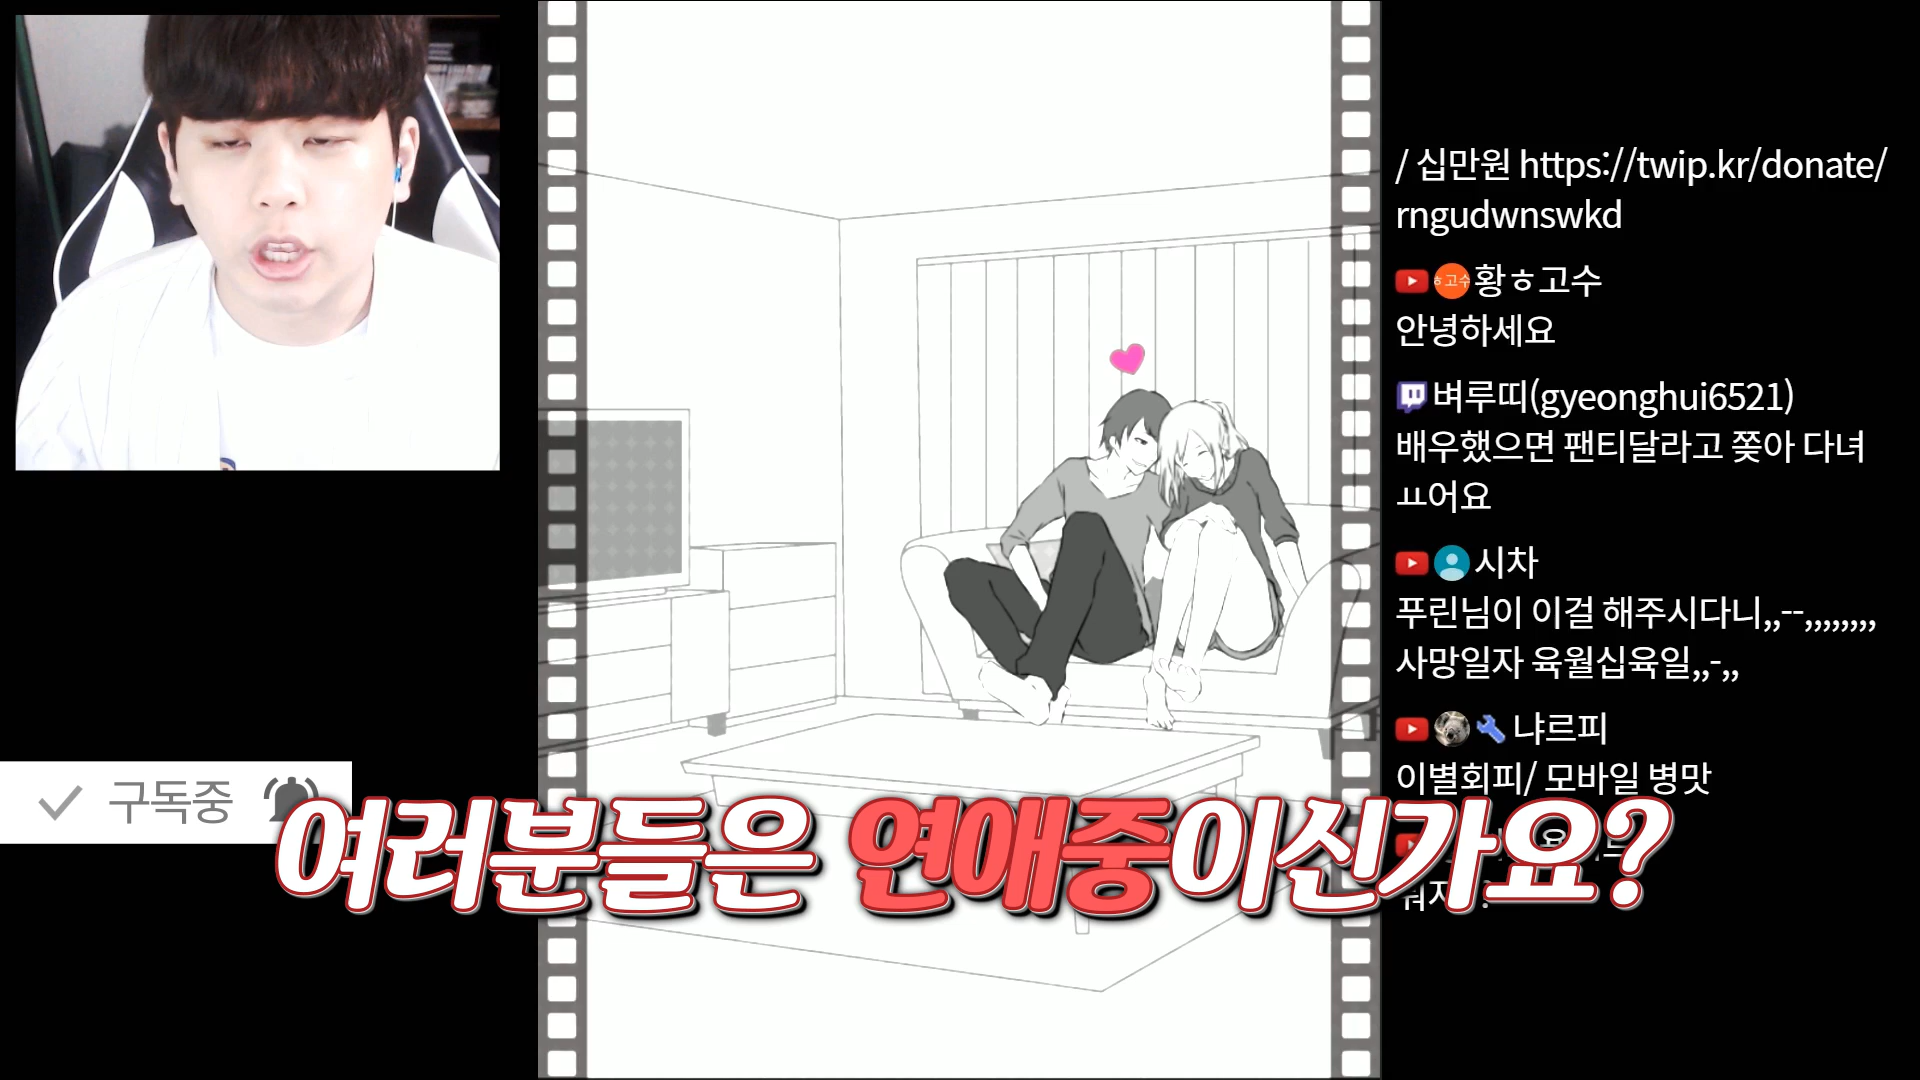 / 십만원 https://twip.kr/donate/
rngudwnswkd
ㅎ고수 황ㅎ고수
안녕하세요
벼루띠(gyeonghui6521)
배우했으면 팬티달라고 쫒아 다녀
ㅛ어요
시차
푸린님이 이걸 해주시다니,,--,,,,,,,,
사망일자 육월십육일,,-,,
냐르피
이별회피/ 모바일 병맛
구독중
여러분들은 연애중이신가요?